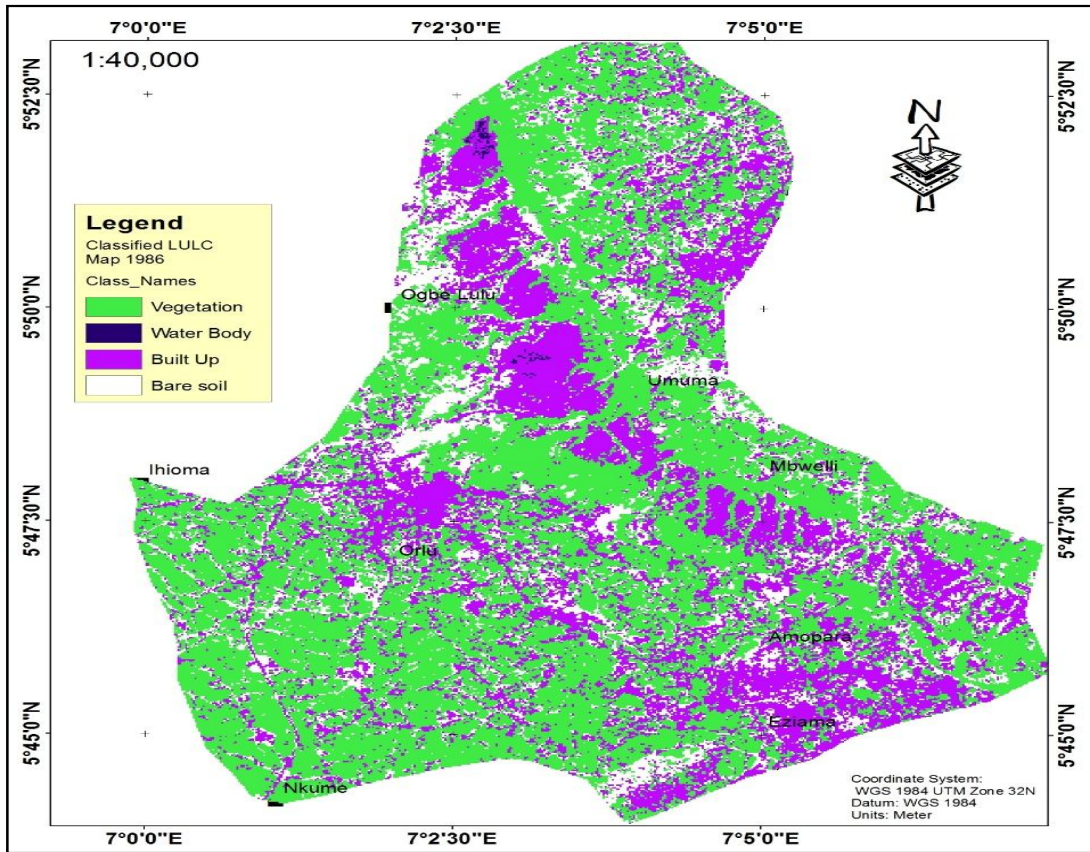 7°0'0"E 7°2'30"E 7°5'0"E
1:40,000
5°52'30"N 5°52'30"N
N
Legend
Classified LULC
Map 1986
Class_Names
Vegetation
Water Body
Built Up
Bare soil
Ogbe Lulu
5°50'0"N 5°50'0"N
Umuma
Mbwelli
Ihioma
5°47'30"N 5°47'30"N
Orlu
Amopara
Eziama
5°45'0"N 5°45'0"N
Nkume
Coordinate System:
WGS 1984 UTM Zone 32N
Datum: WGS 1984
Units: Meter
7°0'0"E 7°2'30"E 7°5'0"E